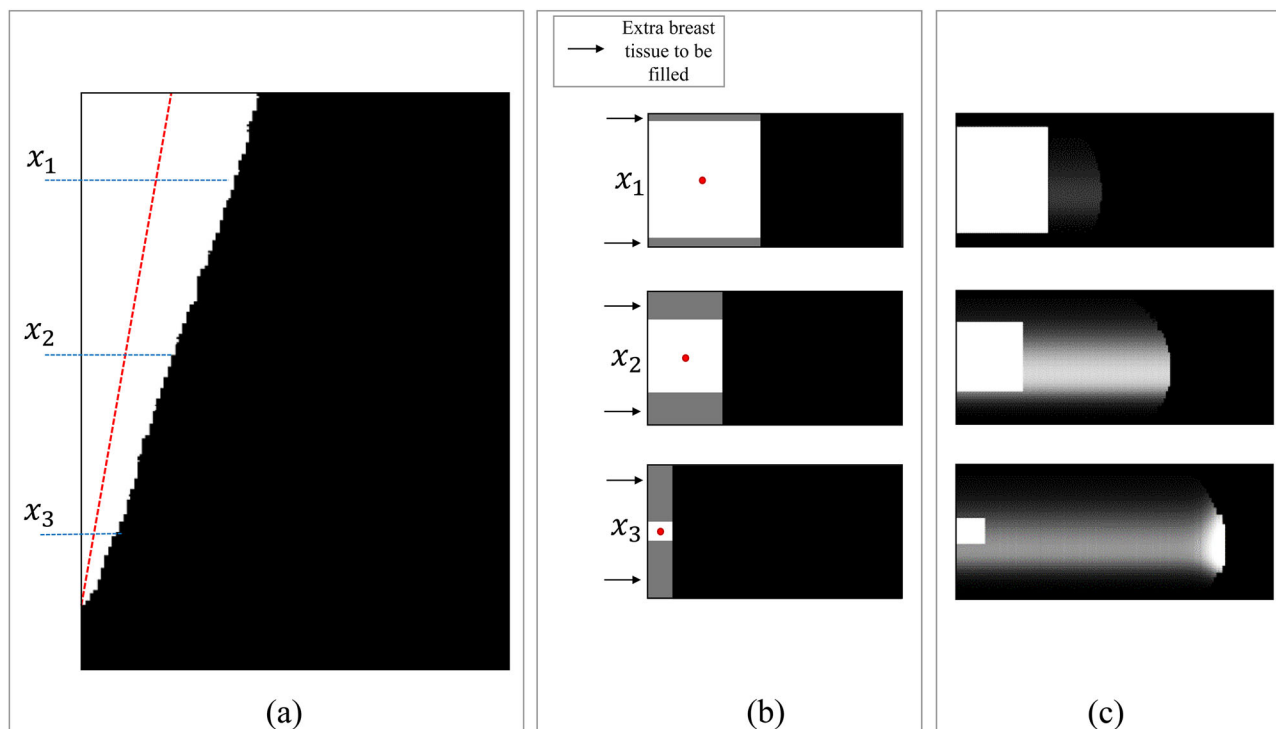 Extra breast
tissue to be
filled
x₁
x₂
x₃
x₁
x₂
x₃
(a)
(b)
(c)